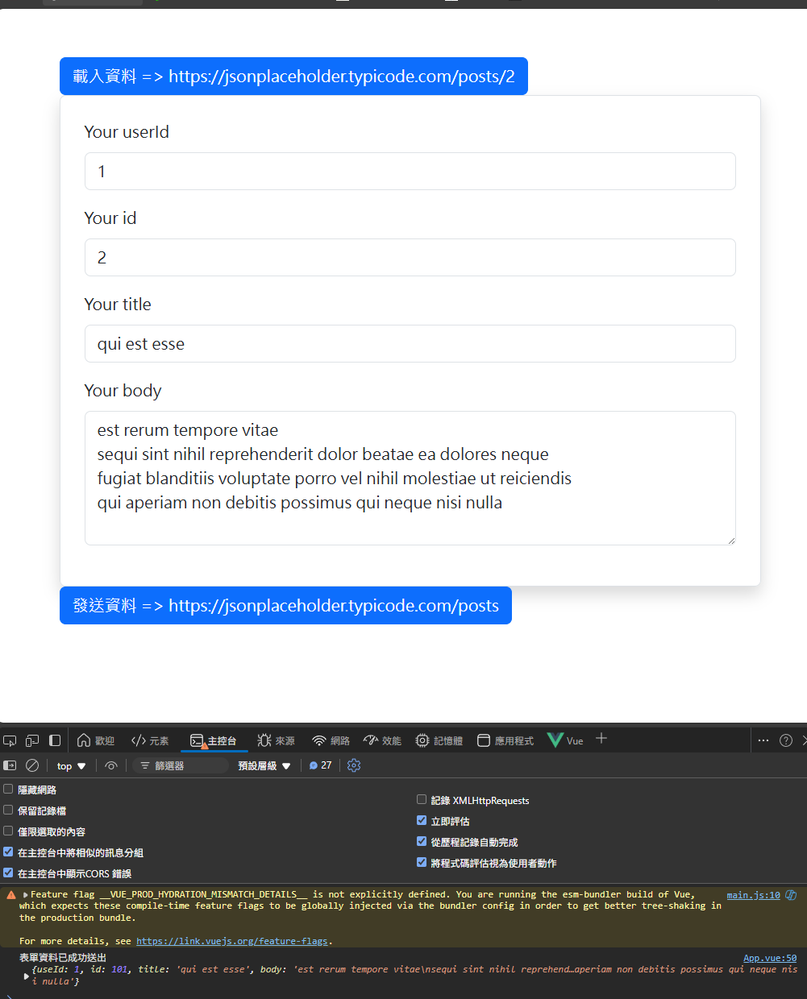 載入資料 => https://jsonplaceholder.typicode.com/posts/2
Your userId
1
Your id
2
Your title
qui est esse
Your body
est rerum tempore vitae
sequi sint nihil reprehenderit dolor beatae ea dolores neque
fugiat blanditiis voluptate porro vel nihil molestiae ut reiciendis
qui aperiam non debitis possimus qui neque nisi nulla
發送資料 => https://jsonplaceholder.typicode.com/posts
歡迎 </> 元素 主控台 來源 網路 效能 記憶體 應用程式 Vue
top ▼ 篩選器 預設層級 ▼ 27
隱藏網路
保留記錄檔
僅限選取的內容
在主控台中將相似的訊息分組
在主控台中顯示CORS 錯誤
記錄 XMLHttpRequests
立即評估
從歷程記錄自動完成
將程式碼評估視為使用者動作
Feature flag __VUE_PROD_HYDRATION_MISMATCH_DETAILS__ is not explicitly defined. You are running the esm-bundler build of Vue, main.js:10
which expects these compile-time feature flags to be globally injected via the bundler config in order to get better tree-shaking in
the production bundle.
For more details, see https://link.vuejs.org/feature-flags.
表單資料已成功送出 App.vue:50
{useId: 1, id: 101, title: 'qui est esse', body: 'est rerum tempore vitae\nsequi sint nihil reprehend…aperiam non debitis possimus qui neque nis
i nulla'}